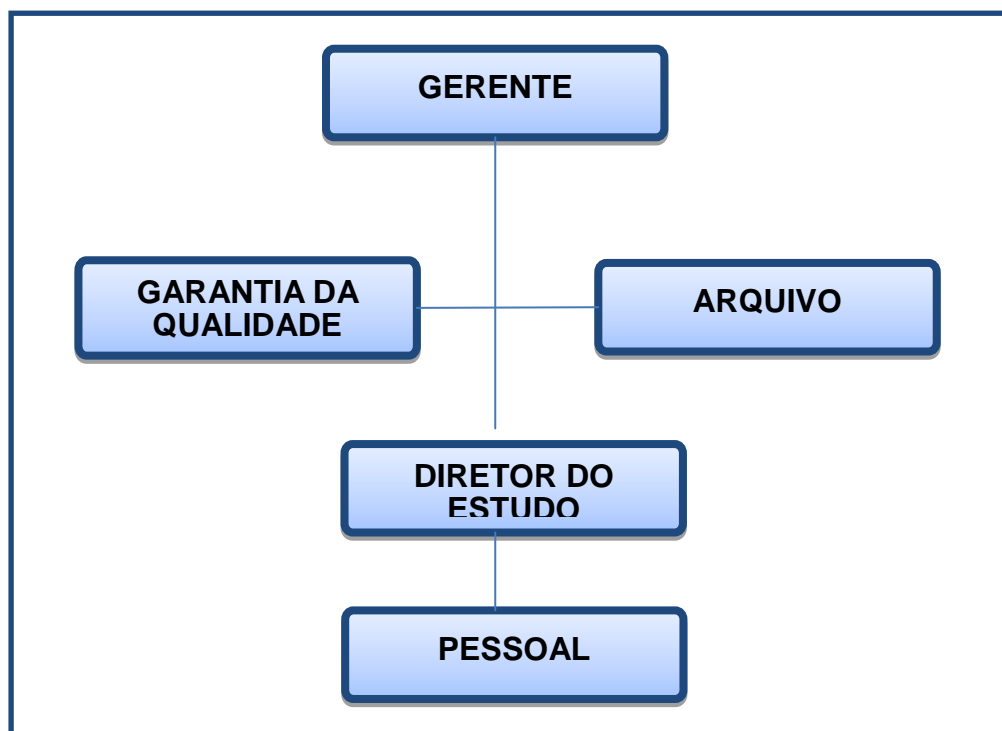 GERENTE
GARANTIA DA
QUALIDADE
ARQUIVO
DIRETOR DO
ESTUDO
PESSOAL